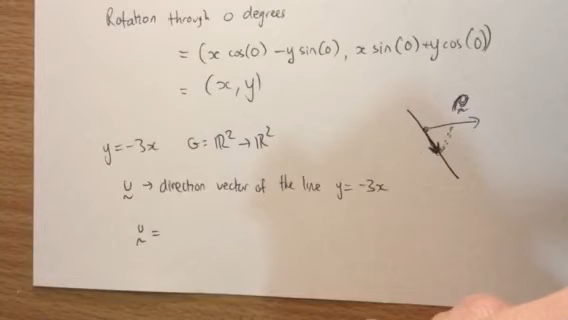 Rotation through 0 degrees
= (x cos(0) - y sin(0), x sin(0) + y cos(0))
= (x, y)
y = -3x G: ℝ² → ℝ²
u → direction vector of the line y = -3x
u =